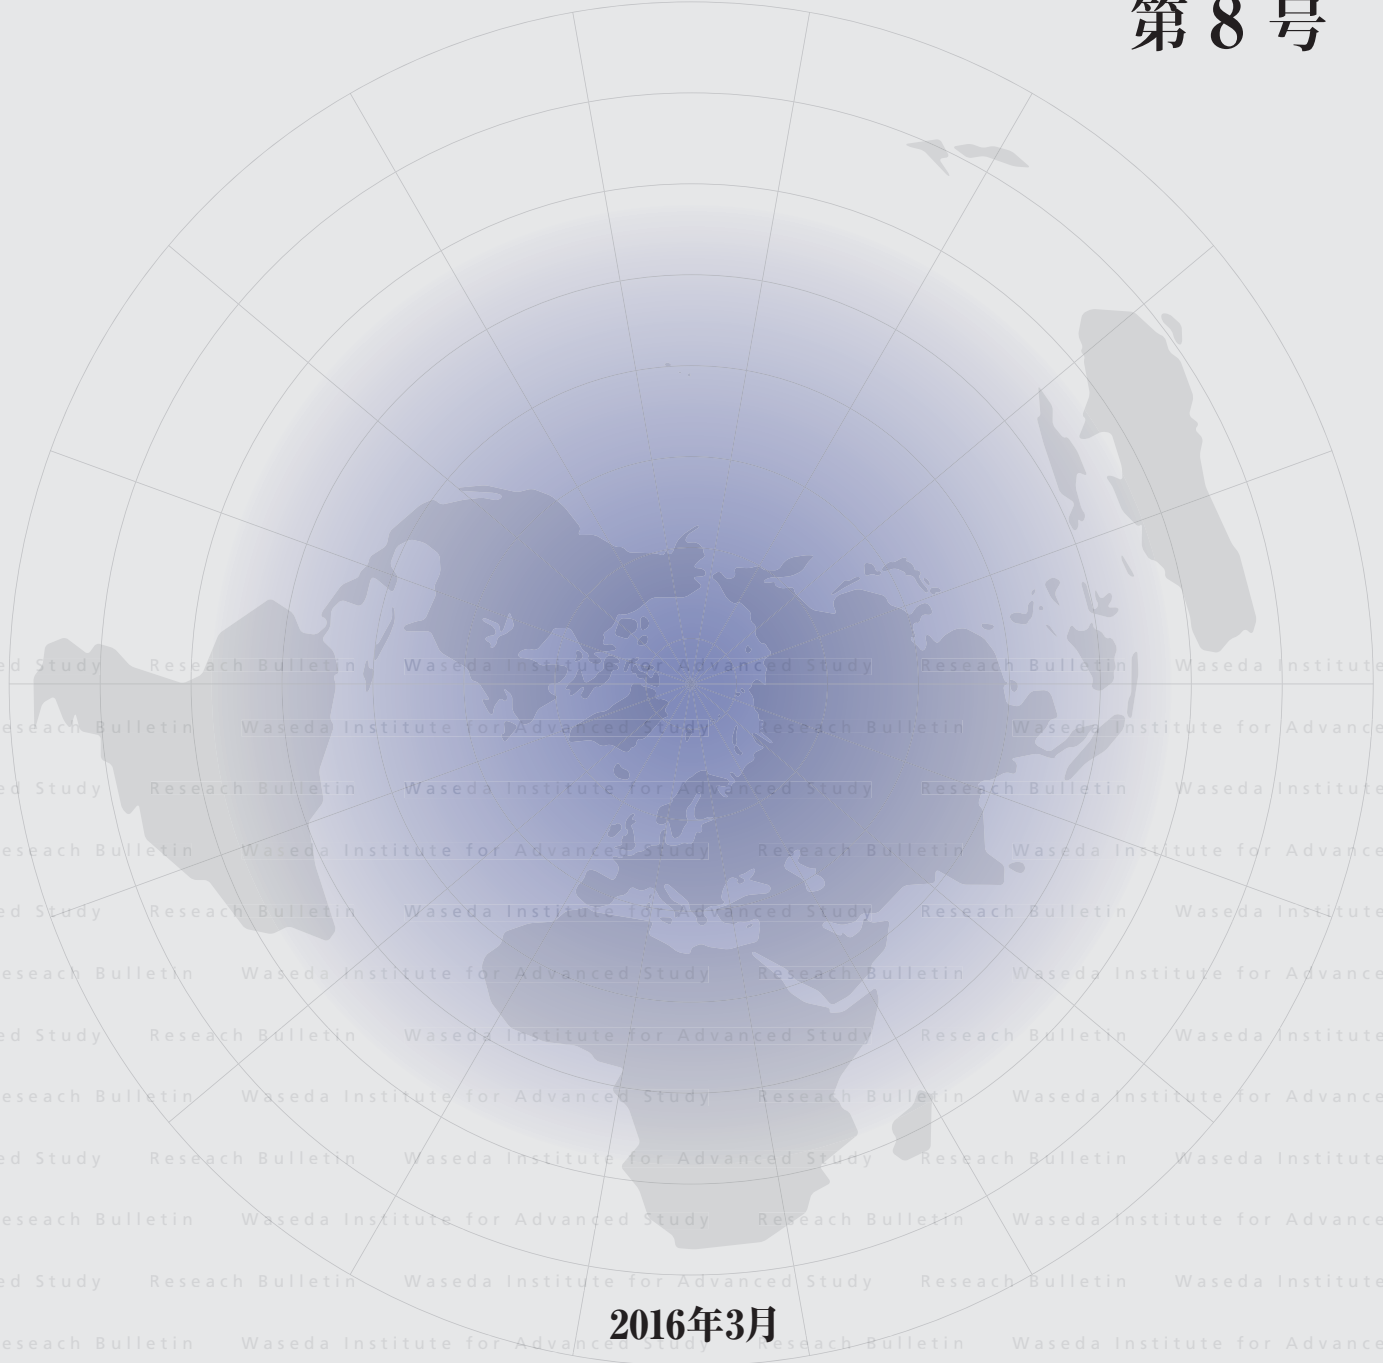 第 8 号
ed Study Reseach Bulletin Waseda Institute for Advanced Study Reseach Bulletin Waseda Institute
eseach Bulletin Waseda Institute for Advanced Study Reseach Bulletin Waseda Institute for Advance
ed Study Reseach Bulletin Waseda Institute for Advanced Study Reseach Bulletin Waseda Institute
eseach Bulletin Waseda Institute for Advanced Study Reseach Bulletin Waseda Institute for Advance
ed Study Reseach Bulletin Waseda Institute for Advanced Study Reseach Bulletin Waseda Institute
eseach Bulletin Waseda Institute for Advanced Study Reseach Bulletin Waseda Institute for Advance
ed Study Reseach Bulletin Waseda Institute for Advanced Study Reseach Bulletin Waseda Institute
eseach Bulletin Waseda Institute for Advanced Study Reseach Bulletin Waseda Institute for Advance
ed Study Reseach Bulletin Waseda Institute for Advanced Study Reseach Bulletin Waseda Institute
eseach Bulletin Waseda Institute for Advanced Study Reseach Bulletin Waseda Institute for Advance
ed Study Reseach Bulletin Waseda Institute for Advanced Study Reseach Bulletin Waseda Institute
2016年3月
eseach Bulletin Waseda Institute for Advanced Study Reseach Bulletin Waseda Institute for Advance